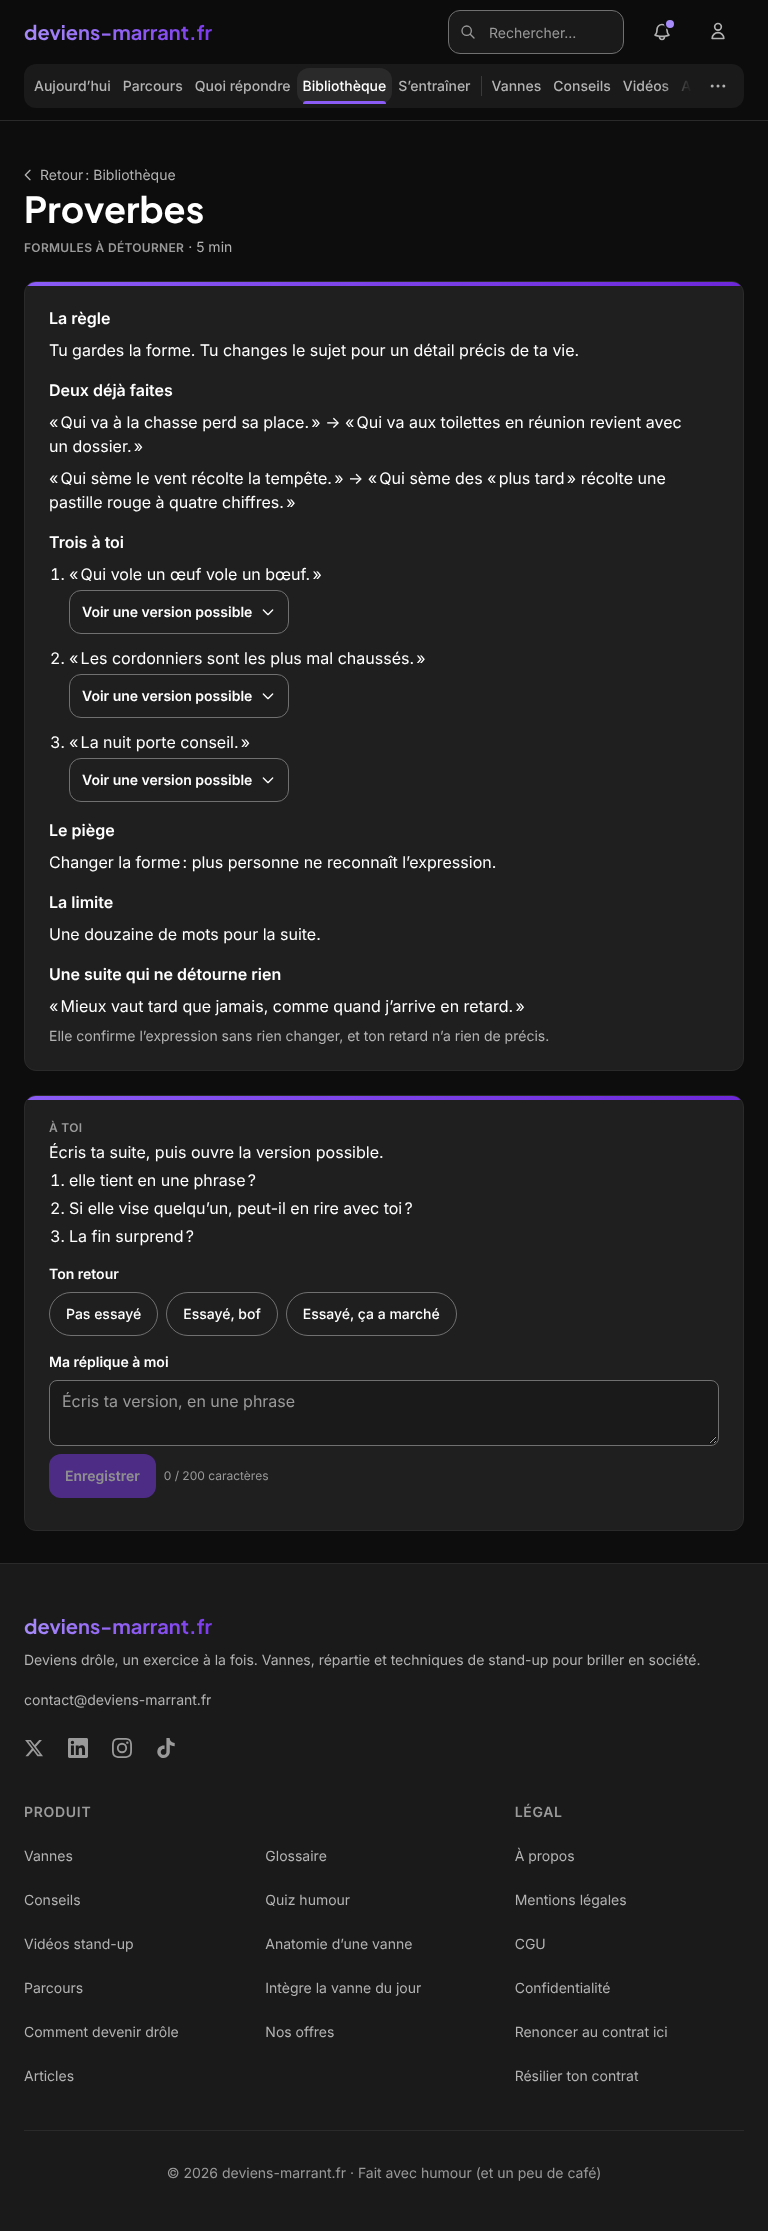 deviens-marrant.fr
Rechercher...
Aujourd’hui Parcours Quoi répondre Bibliothèque S’entraîner Vannes Conseils Vidéos
Retour : Bibliothèque
Proverbes
FORMULES À DÉTOURNER · 5 min
La règle
Tu gardes la forme. Tu changes le sujet pour un détail précis de ta vie.
Deux déjà faites
« Qui va à la chasse perd sa place. » → « Qui va aux toilettes en réunion revient avec
un dossier. »
« Qui sème le vent récolte la tempête. » → « Qui sème des « plus tard » récolte une
pastille rouge à quatre chiffres. »
Trois à toi
1. « Qui vole un œuf vole un bœuf. »
Voir une version possible
2. « Les cordonniers sont les plus mal chaussés. »
Voir une version possible
3. « La nuit porte conseil. »
Voir une version possible
Le piège
Changer la forme : plus personne ne reconnaît l’expression.
La limite
Une douzaine de mots pour la suite.
Une suite qui ne détourne rien
« Mieux vaut tard que jamais, comme quand j’arrive en retard. »
Elle confirme l’expression sans rien changer, et ton retard n’a rien de précis.
À TOI
Écris ta suite, puis ouvre la version possible.
1. elle tient en une phrase ?
2. Si elle vise quelqu’un, peut-il en rire avec toi ?
3. La fin surprend ?
Ton retour
Pas essayé Essayé, bof Essayé, ça a marché
Ma réplique à moi
Écris ta version, en une phrase
Enregistrer 0 / 200 caractères
deviens-marrant.fr
Deviens drôle, un exercice à la fois. Vannes, répartie et techniques de stand-up pour briller en société.
contact@deviens-marrant.fr
PRODUIT
Vannes
Conseils
Vidéos stand-up
Parcours
Comment devenir drôle
Articles
Glossaire
Quiz humour
Anatomie d’une vanne
Intègre la vanne du jour
Nos offres
LÉGAL
À propos
Mentions légales
CGU
Confidentialité
Renoncer au contrat ici
Résilier ton contrat
© 2026 deviens-marrant.fr · Fait avec humour (et un peu de café)